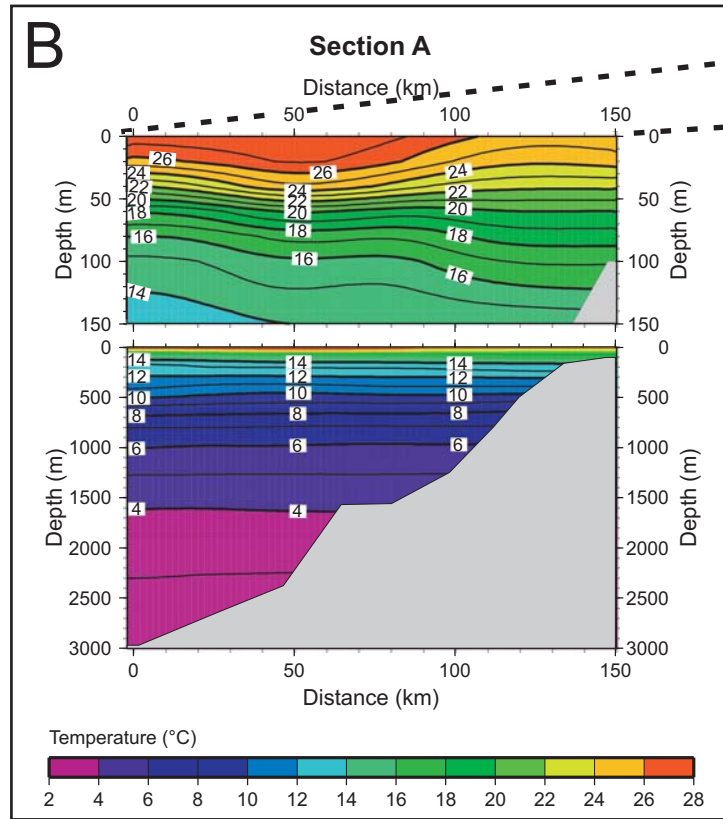 B
Section A
Distance (km)
0 50 100 150
0 0
26 26 24
24 24 22
22 22 20
20 20 18
18 18 16
16 16
14
50 50
100 100
150 150
Depth (m) Depth (m)
0 0
14 14 14
12 12 12
10 10 10
8 8 8
6 6 6
4 4
500 500
1000 1000
1500 1500
2000 2000
2500 2500
3000 3000
Depth (m) Depth (m)
0 50 100 150
Distance (km)
Temperature (°C)
2 4 6 8 10 12 14 16 18 20 22 24 26 28